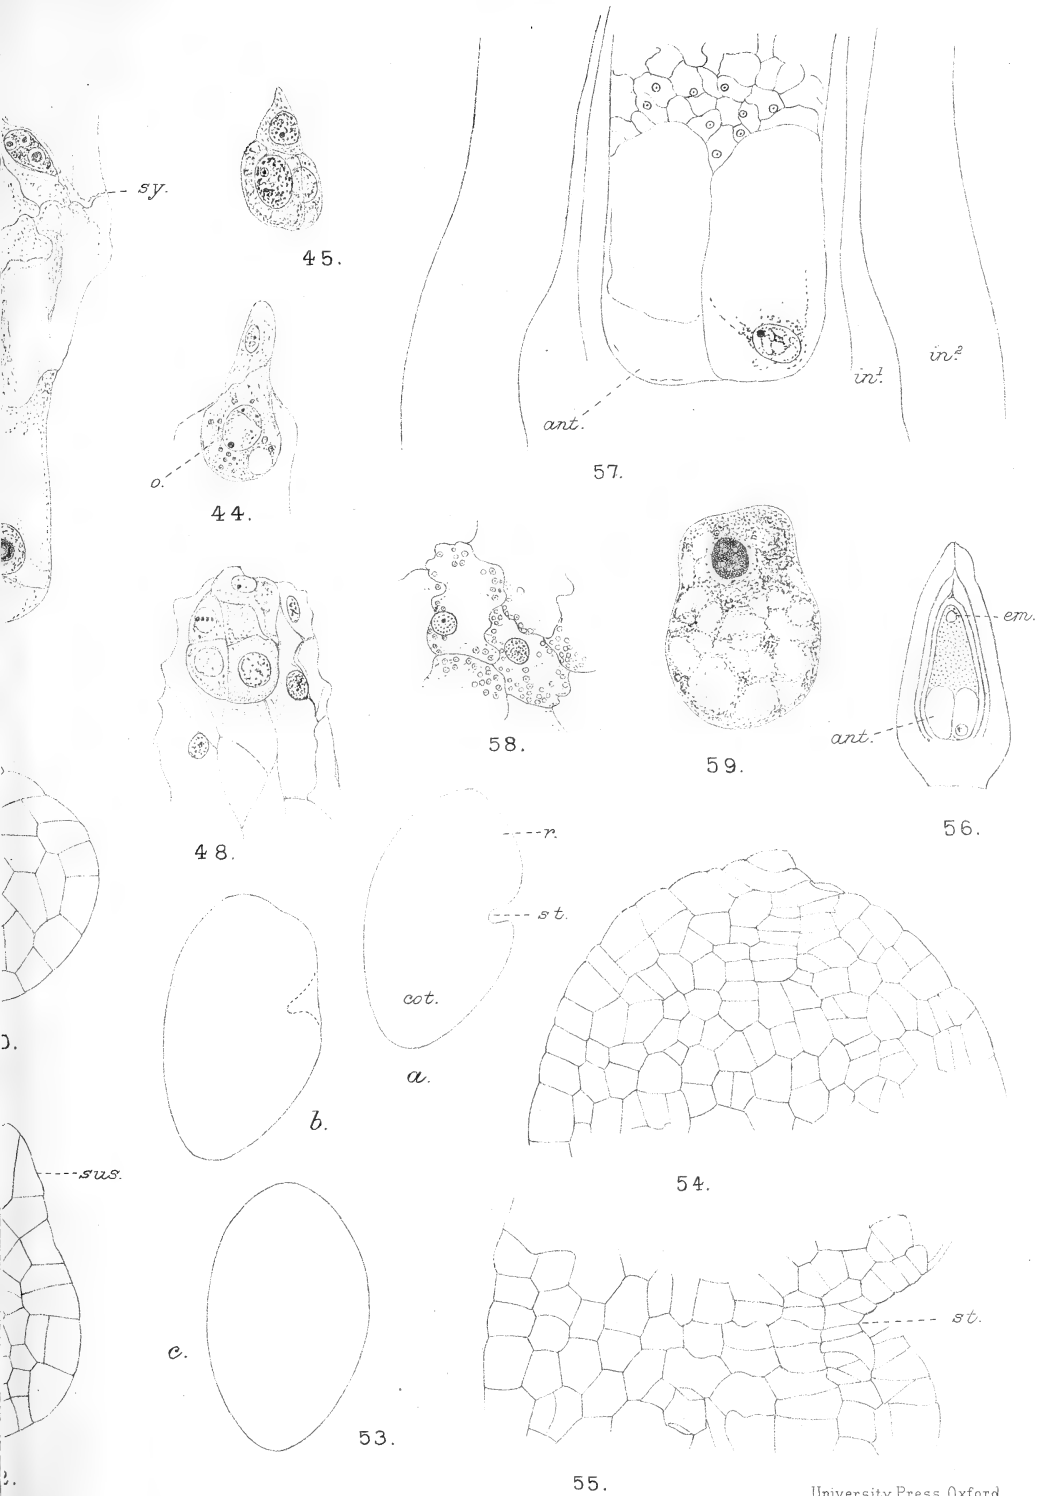 sy.
45.
in.²
in.¹
ant.
57.
o.
44.
em.
ant.
58.
59.
56.
48.
r.
st.
cot.
a.
b.
sus.
54.
st.
c.
53.
55.
University Press, Oxford